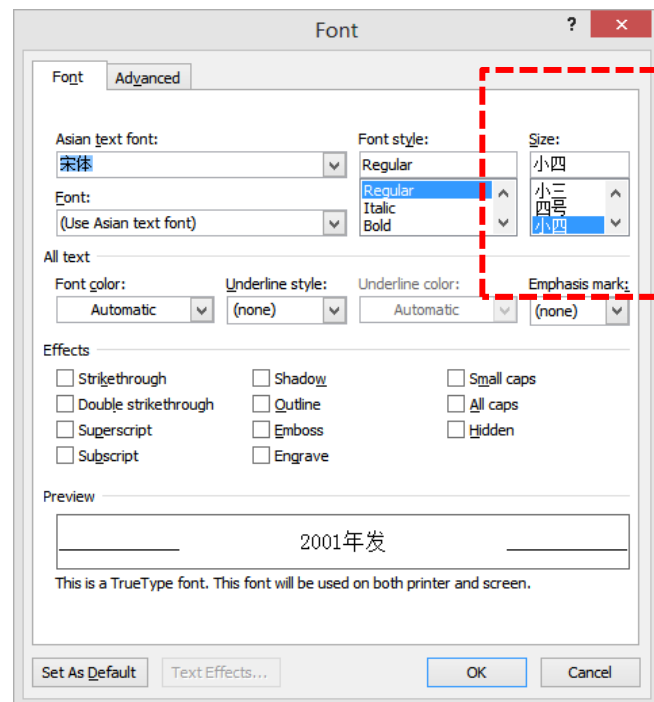 Font ? ×
Font Advanced
Asian text font: Font style: Size:
宋体 Regular 小四
Font: Regular 小三
Italic 四号
(Use Asian text font) Bold 小四
All text
Font color: Underline style: Underline color: Emphasis mark:
Automatic (none) Automatic (none)
Effects
Strikethrough Shadow Small caps
Double strikethrough Outline All caps
Superscript Emboss Hidden
Subscript Engrave
Preview
2001年发
This is a TrueType font. This font will be used on both printer and screen.
Set As Default Text Effects... OK Cancel